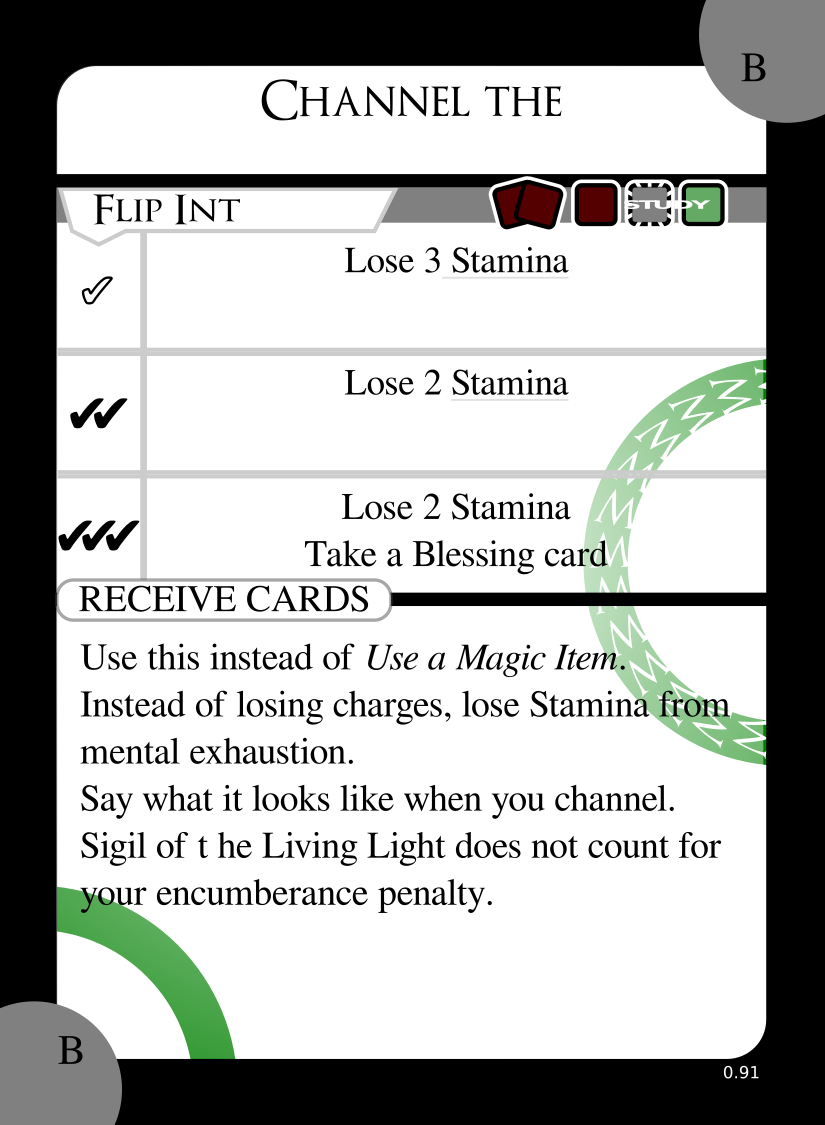 B
CHANNEL THE
FLIP INT
STUDY
Lose 3 Stamina
Lose 2 Stamina
Lose 2 Stamina
Take a Blessing card
RECEIVE CARDS
Use this instead of Use a Magic Item.
Instead of losing charges, lose Stamina from
mental exhaustion.
Say what it looks like when you channel.
Sigil of t he Living Light does not count for
your encumberance penalty.
B
0.91